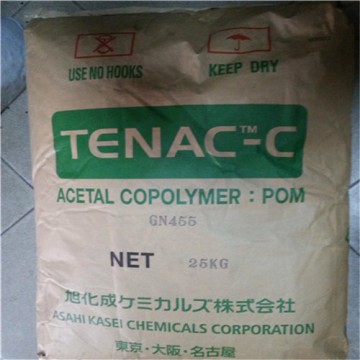 USE NO HOOKS
KEEP DRY
TENAC™-C
ACETAL COPOLYMER : POM
GN455
NET 25KG
旭化成ケミカルズ株式会社
ASAHI KASEI CHEMICALS CORPORATION
東京・大阪・名古屋